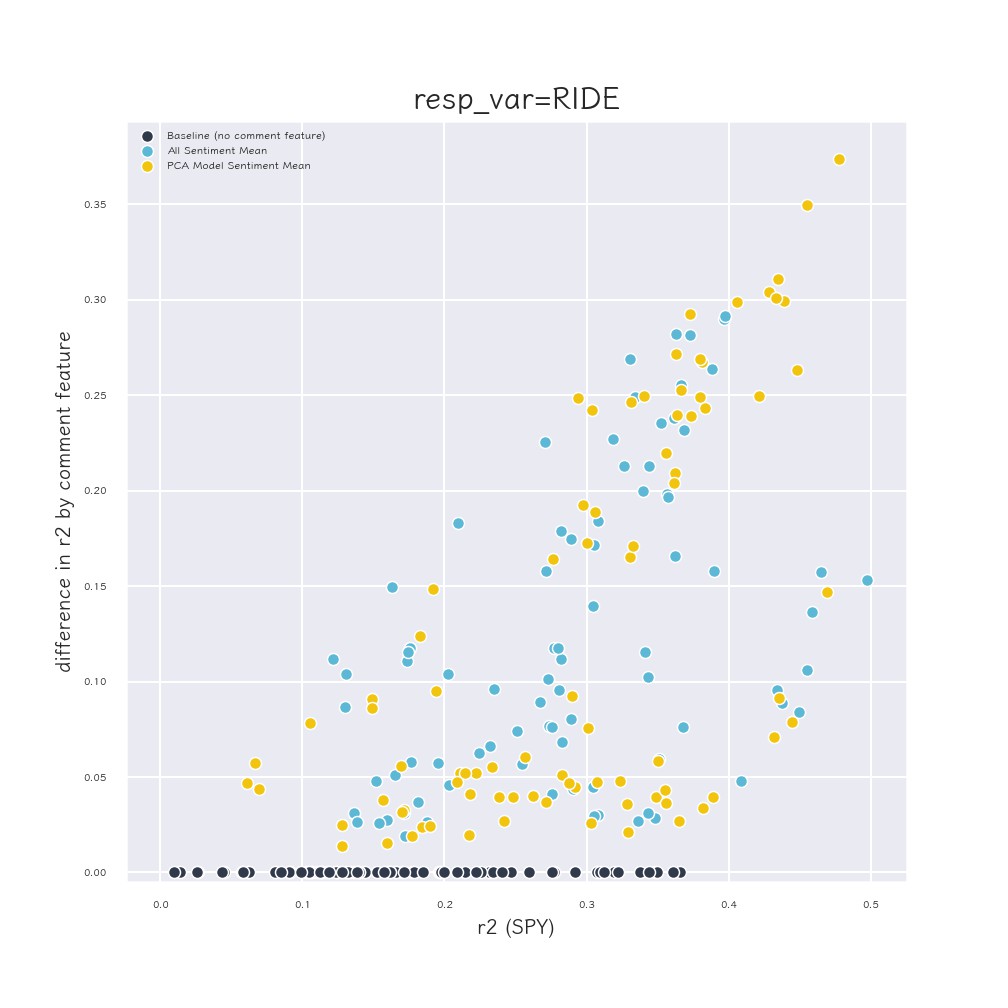 resp_var=RIDE
Baseline (no comment feature)
All Sentiment Mean
PCA Model Sentiment Mean
difference in r2 by comment feature
0.35
0.30
0.25
0.20
0.15
0.10
0.05
0.00
0.0 0.1 0.2 0.3 0.4 0.5
r2 (SPY)